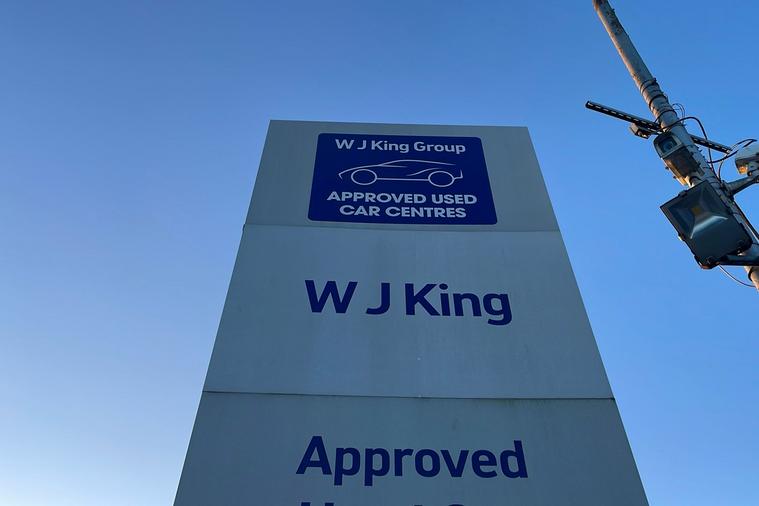 W J King Group
APPROVED USED
CAR CENTRES
W J King
Approved